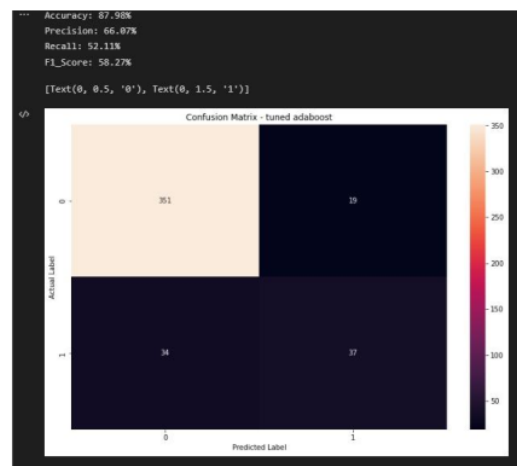 Accuracy: 87.98%
Precision: 66.07%
Recall: 52.11%
F1_Score: 58.27%
[Text(0, 0.5, '0'), Text(0, 1.5, '1')]
Confusion Matrix - tuned adaboost
351
19
34
37
0
1
Actual Label
0
1
Predicted Label
350
300
250
200
150
100
50